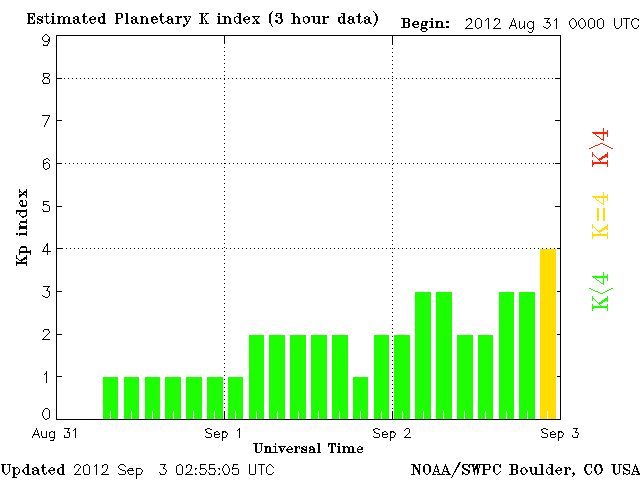 Estimated Planetary K index (3 hour data) Begin: 2012 Aug 31 0000 UTC
9
8
7
6
5
4
3
2
1
0
Kp index
K>4
K=4
K<4
Aug 31 Sep 1 Sep 2 Sep 3
Universal Time
Updated 2012 Sep 3 02:55:05 UTC NOAA/SWPC Boulder, CO USA